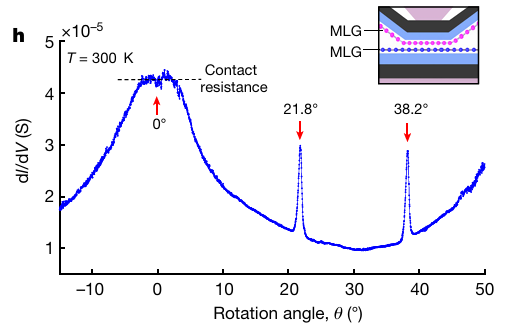 h
MLG
MLG
5
× 10⁻⁵
T = 300 K
Contact
resistance
0°
21.8°
38.2°
4
3
2
1
dI/dV (S)
−10
0
10
20
30
40
50
Rotation angle, θ (°)